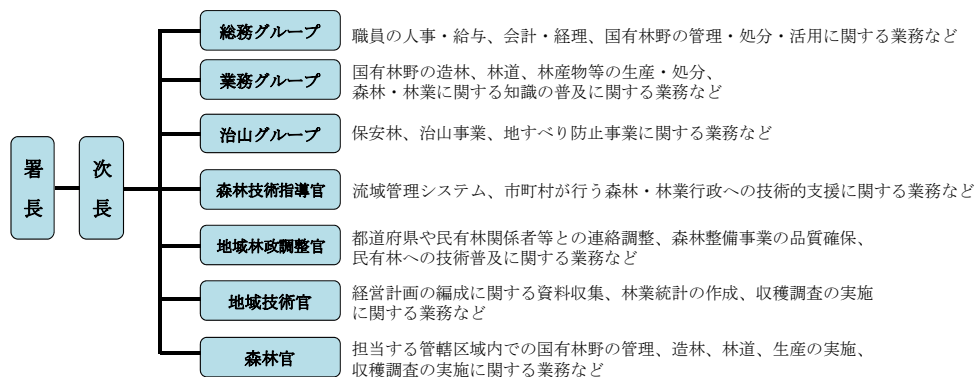 署長
次長
総務グループ
職員の人事・給与、会計・経理、国有林野の管理・処分・活用に関する業務など
業務グループ
国有林野の造林、林道、林産物等の生産・処分、
森林・林業に関する知識の普及に関する業務など
治山グループ
保安林、治山事業、地すべり防止事業に関する業務など
森林技術指導官
流域管理システム、市町村が行う森林・林業行政への技術的支援に関する業務など
地域林政調整官
都道府県や民有林関係者等との連絡調整、森林整備事業の品質確保、
民有林への技術普及に関する業務など
地域技術官
経営計画の編成に関する資料収集、林業統計の作成、収穫調査の実施
に関する業務など
森林官
担当する管轄区域内での国有林野の管理、造林、林道、生産の実施、
収穫調査の実施に関する業務など